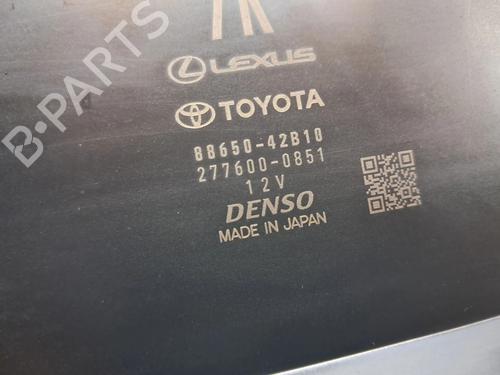 LEXUS
TOYOTA
88650-42B10
277600-0851
12V
DENSO
MADE IN JAPAN
B-PARTS